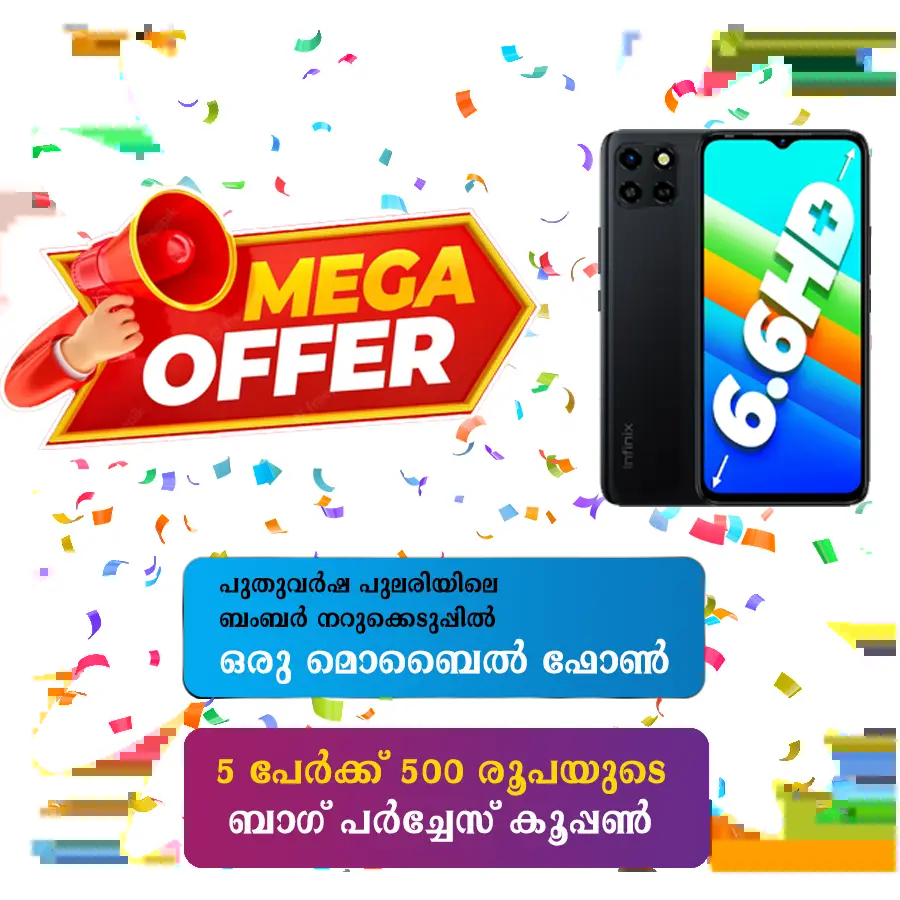 MEGA
OFFER
6.6HD+
Infinix
പുതുവർഷ പുലരിയിലെ
ബംബർ നറുക്കെടുപ്പിൽ
ഒരു മൊബൈൽ ഫോൺ
5 പേർക്ക് 500 രൂപയുടെ
ബാഗ് പർച്ചേസ് കൂപ്പൺ